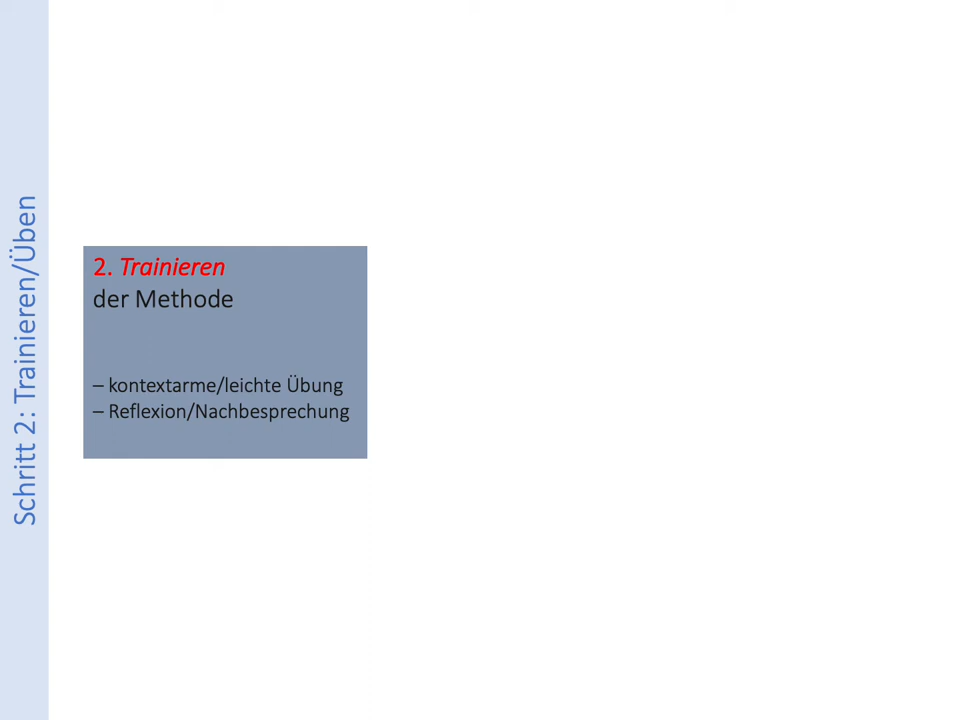 Schritt 2: Trainieren/Üben
2. Trainieren
der Methode
– kontextarme/leichte Übung
– Reflexion/Nachbesprechung